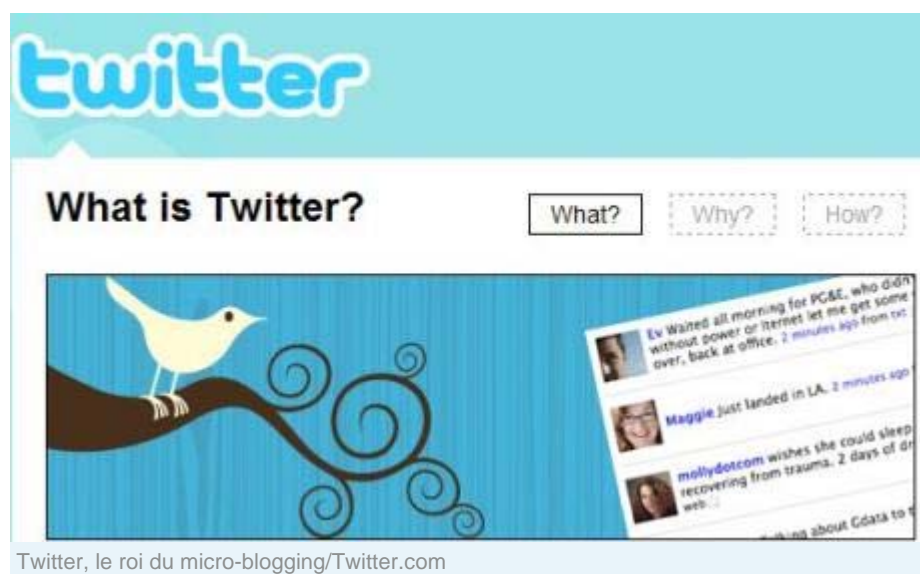 twitter
What is Twitter?
What?
Why?
How?
Ev Waited all morning for PG&E, who didn
without power or Iternet let me get some
over, back at office. 2 minutes ago from txt
Maggie Just landed in LA. 2 minutes ago
mollydotcom wishes she could sleep
recovering from trauma. 2 days of dr
web
about Gdata to t
Twitter, le roi du micro-blogging/Twitter.com